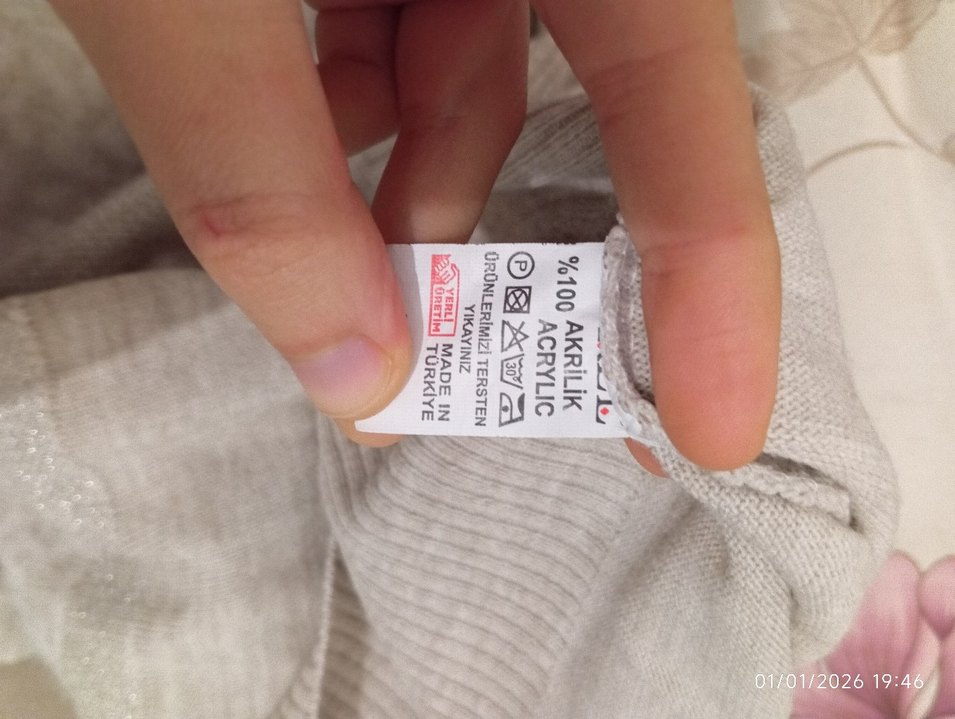 %100 AKRİLİK
ACRYLIC
30°
P
ÜRÜNLERİMİZİ TERSTEN
YIKAYINIZ
YERLİ
ÜRETİM
MADE IN
TÜRKİYE
01/01/2026 19:46